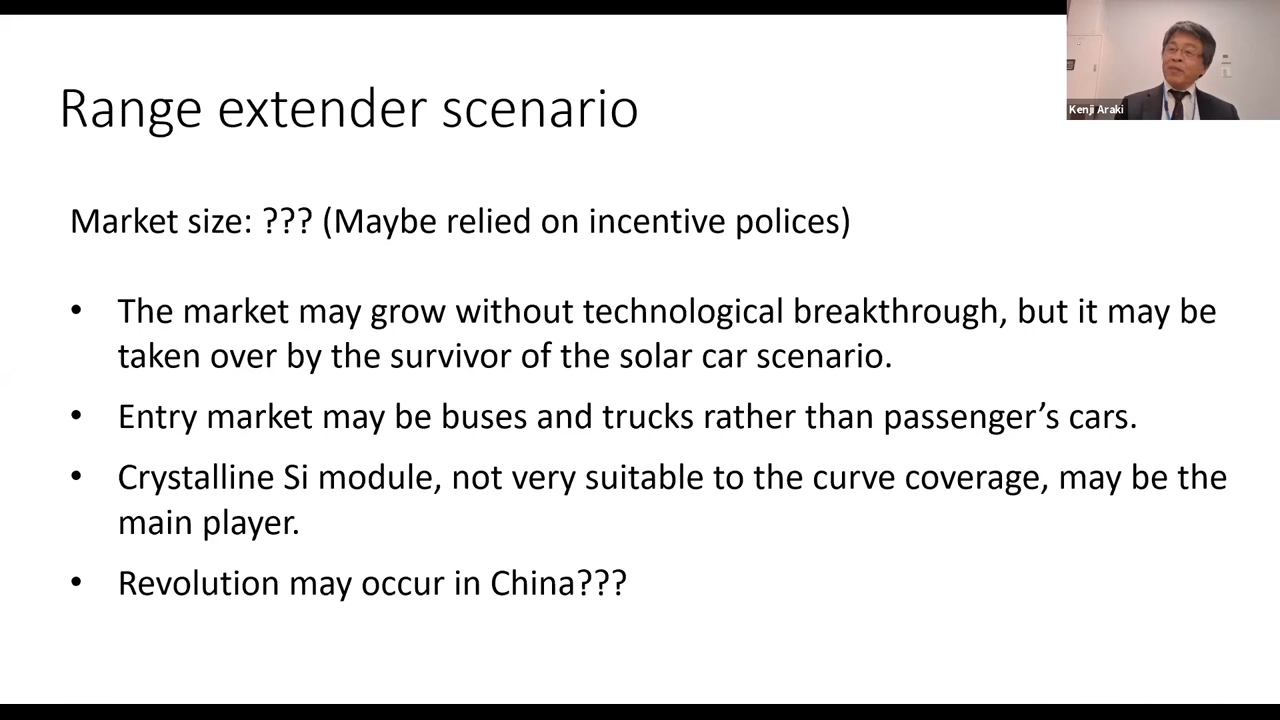 Kenji Araki
Range extender scenario
Market size: ??? (Maybe relied on incentive polices)
• The market may grow without technological breakthrough, but it may be
taken over by the survivor of the solar car scenario.
• Entry market may be buses and trucks rather than passenger’s cars.
• Crystalline Si module, not very suitable to the curve coverage, may be the
main player.
• Revolution may occur in China???